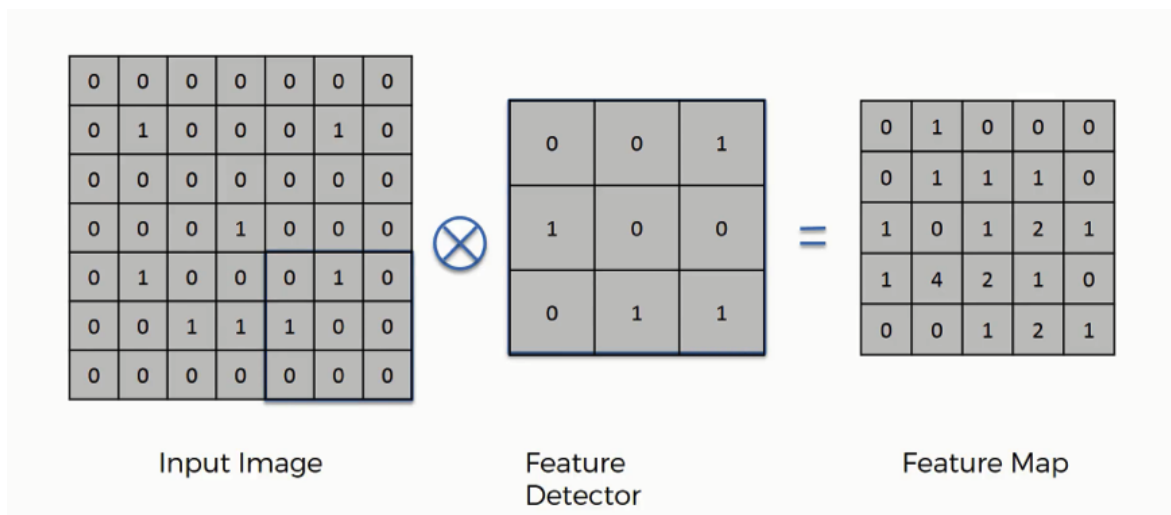 0 0 0 0 0 0 0
0 1 0 0 0 1 0
0 0 0 0 0 0 0
0 0 0 1 0 0 0
0 1 0 0 0 1 0
0 0 1 1 1 0 0
0 0 0 0 0 0 0
0 0 1
1 0 0
0 1 1
=
0 1 0 0 0
0 1 1 1 0
1 0 1 2 1
1 4 2 1 0
0 0 1 2 1
Input Image
Feature
Detector
Feature Map